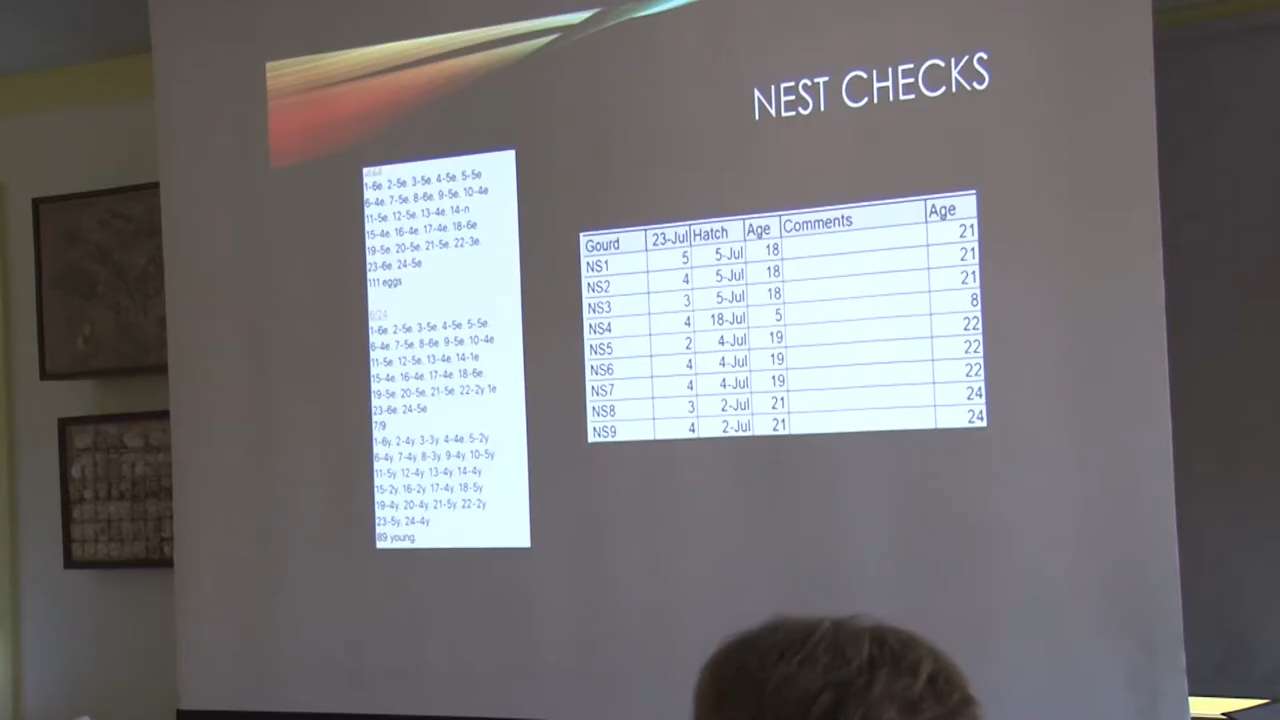 NEST CHECKS
1-6e. 2-5e. 3-5e. 4-5e. 5-5e
6-4e. 7-5e. 8-6e. 9-5e. 10-4e
11-5e. 12-5e. 13-4e. 14-n
15-4e. 16-4e. 17-4e. 18-6e
19-5e. 20-5e. 21-5e. 22-3e.
23-6e. 24-5e
111 eggs
6/24
1-6e. 2-5e. 3-5e. 4-5e. 5-5e.
6-4e. 7-5e. 8-6e. 9-5e. 10-4e
11-5e. 12-5e. 13-4e. 14-1e
15-4e. 16-4e. 17-4e. 18-6e.
19-5e. 20-5e. 21-5e. 22-2y 1e
23-6e. 24-5e
7/9
1-6y. 2-4y. 3-3y. 4-4e. 5-2y
6-4y. 7-4y. 8-3y. 9-4y. 10-5y
11-5y. 12-4y. 13-4y. 14-4y
15-2y. 16-2y. 17-4y. 18-5y
19-4y. 20-4y. 21-5y. 22-2y
23-5y. 24-4y
89 young.
Gourd 23-Jul Hatch Age Comments Age
NS1 5 5-Jul 18 21
NS2 4 5-Jul 18 21
NS3 3 5-Jul 18 21
NS4 4 18-Jul 5 8
NS5 2 4-Jul 19 22
NS6 4 4-Jul 19 22
NS7 4 4-Jul 19 22
NS8 3 2-Jul 21 24
NS9 4 2-Jul 21 24